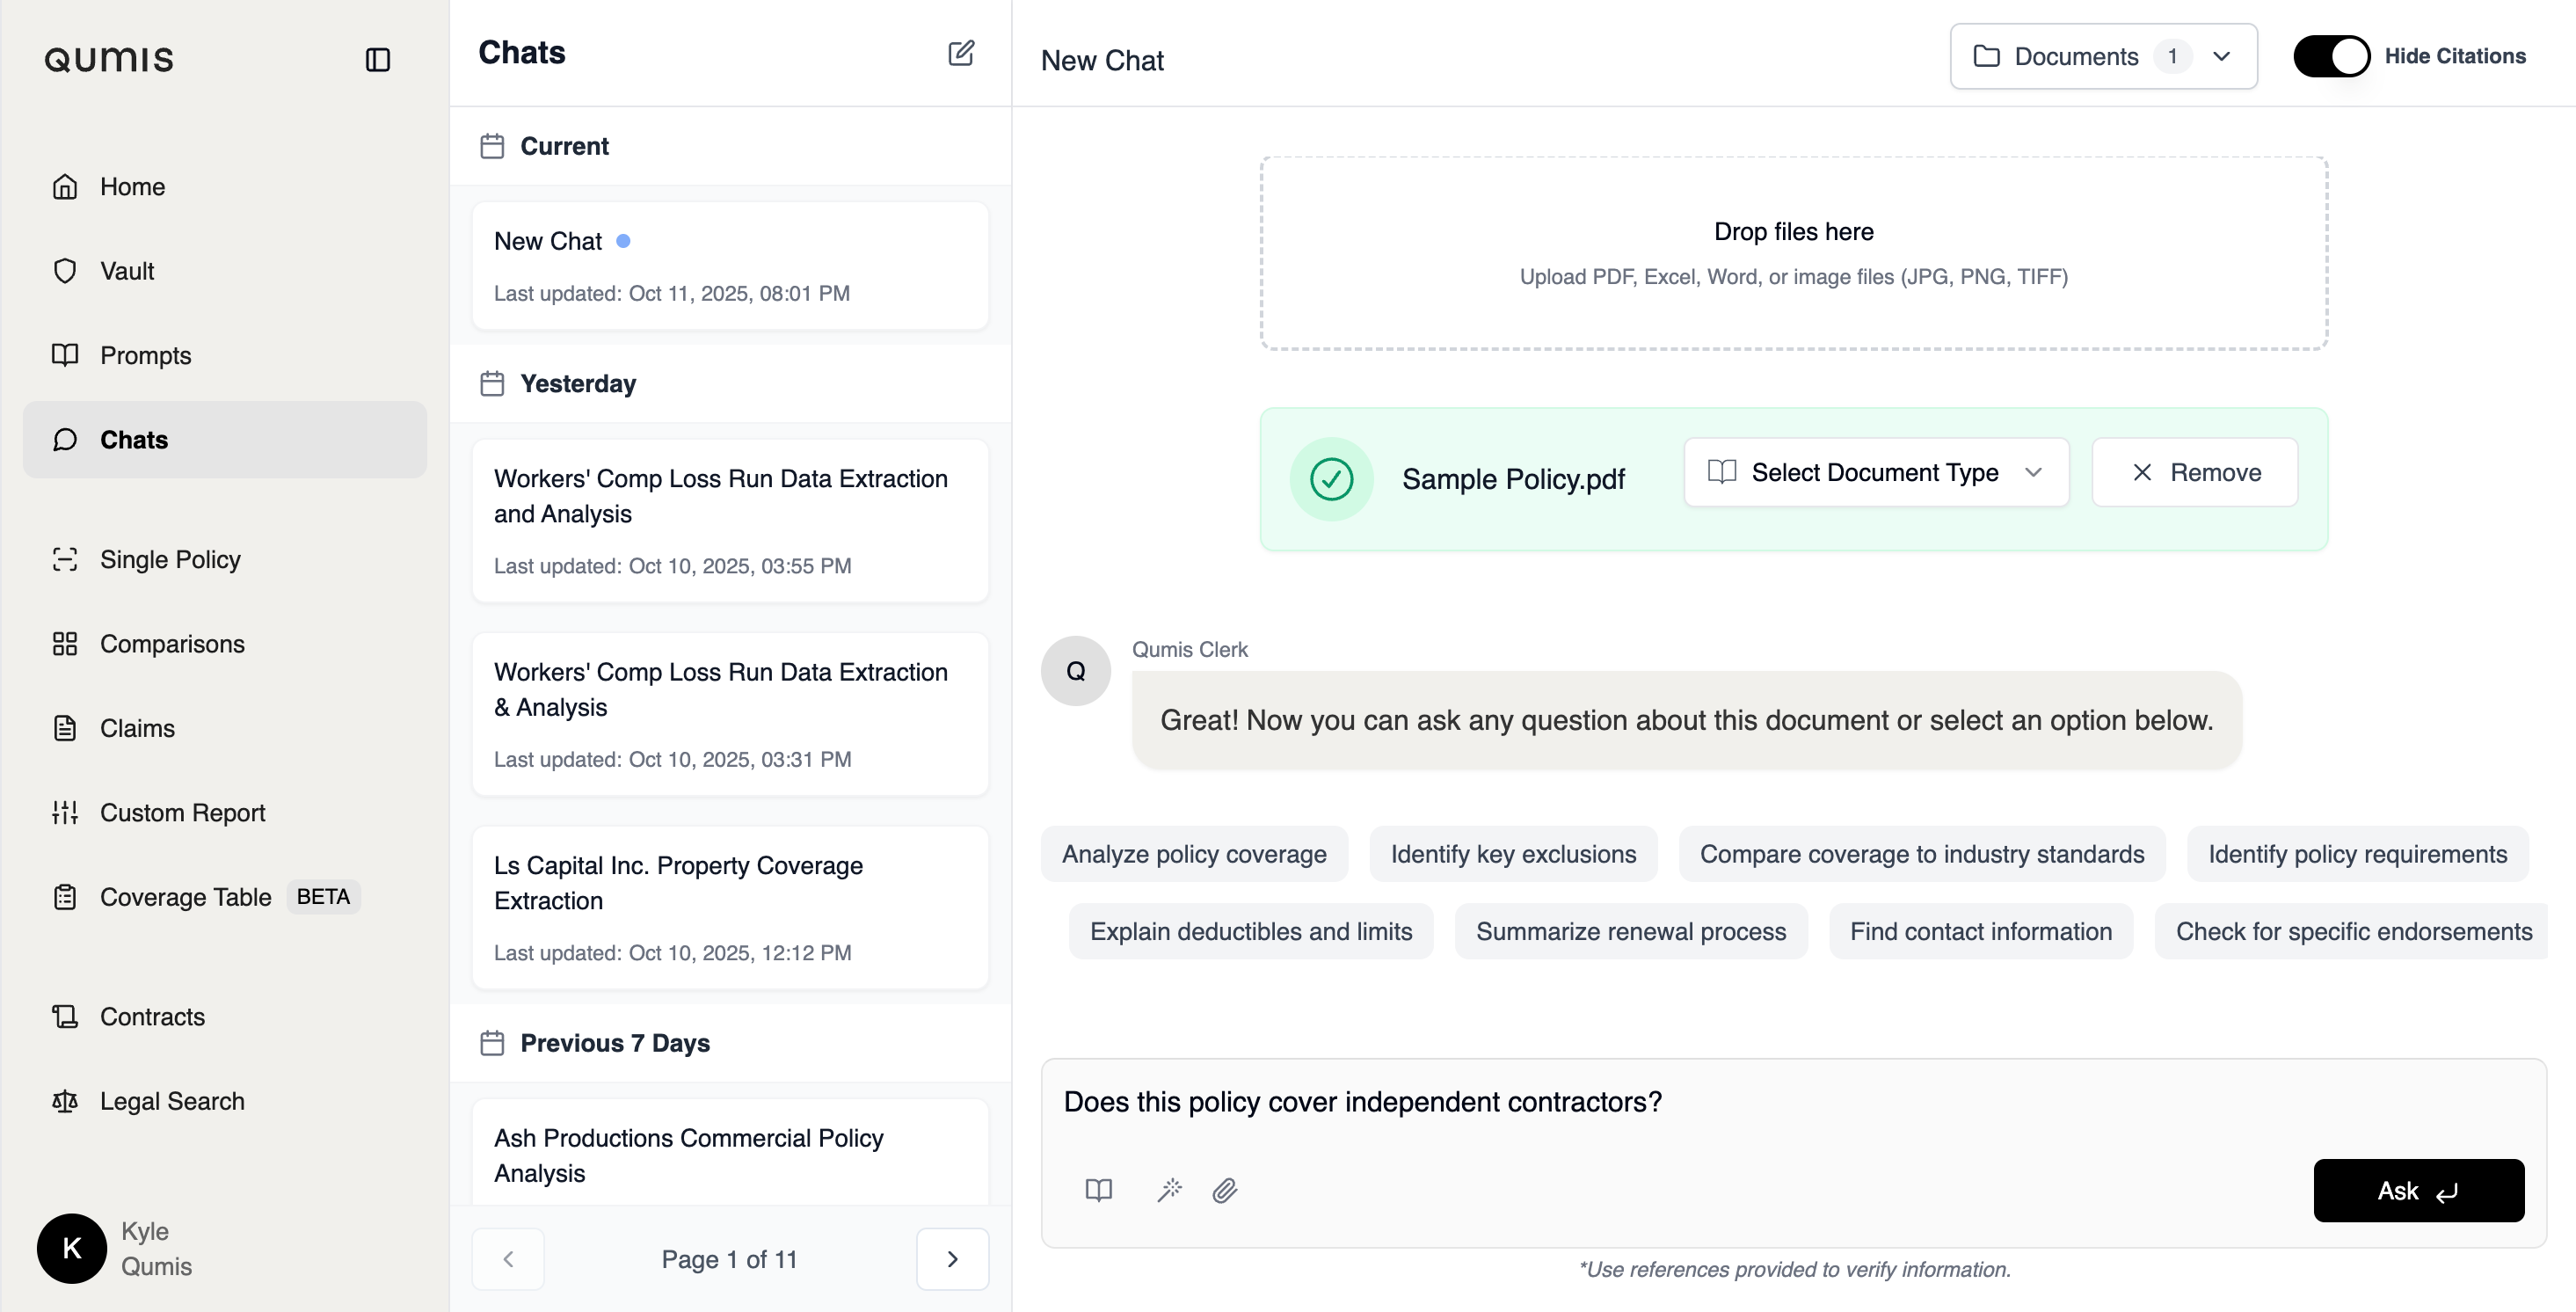 QUMIS
Home
Vault
Prompts
Chats
Single Policy
Comparisons
Claims
Custom Report
Coverage Table BETA
Contracts
Legal Search
K
Kyle
Qumis
Chats
Current
New Chat
Last updated: Oct 11, 2025, 08:01 PM
Yesterday
Workers' Comp Loss Run Data Extraction
and Analysis
Last updated: Oct 10, 2025, 03:55 PM
Workers' Comp Loss Run Data Extraction
& Analysis
Last updated: Oct 10, 2025, 03:31 PM
Ls Capital Inc. Property Coverage
Extraction
Last updated: Oct 10, 2025, 12:12 PM
Previous 7 Days
Ash Productions Commercial Policy
Analysis
Page 1 of 11
New Chat
Documents 1
Hide Citations
Drop files here
Upload PDF, Excel, Word, or image files (JPG, PNG, TIFF)
Sample Policy.pdf
Select Document Type
Remove
Q
Qumis Clerk
Great! Now you can ask any question about this document or select an option below.
Analyze policy coverage
Identify key exclusions
Compare coverage to industry standards
Identify policy requirements
Explain deductibles and limits
Summarize renewal process
Find contact information
Check for specific endorsements
Does this policy cover independent contractors?
Ask
*Use references provided to verify information.